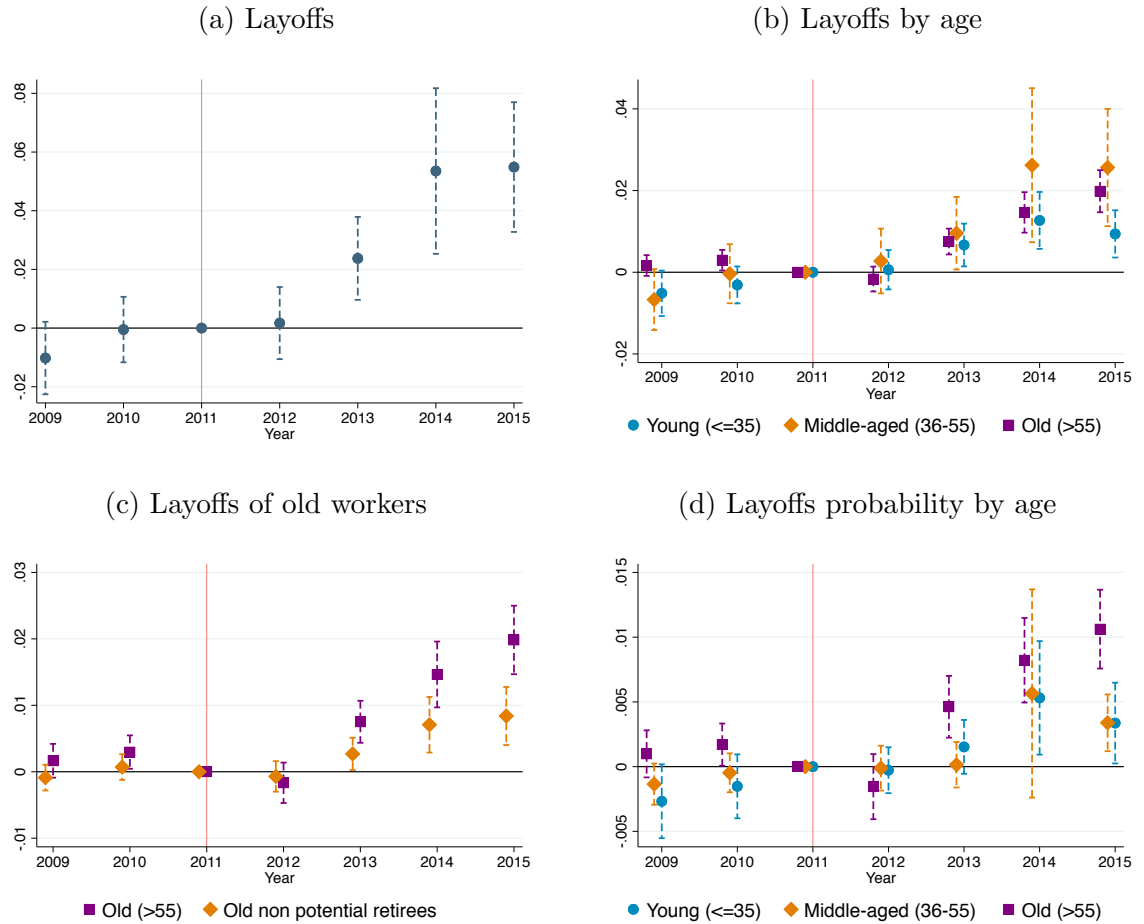 (a) Layoffs
.08
.06
.04
.02
0
-.02
2009 2010 2011 2012 2013 2014 2015
Year
(b) Layoffs by age
.04
.02
0
-.02
2009 2010 2011 2012 2013 2014 2015
Year
Young (<=35) Middle-aged (36-55) Old (>55)
(c) Layoffs of old workers
.03
.02
.01
0
-.01
2009 2010 2011 2012 2013 2014 2015
Year
Old (>55) Old non potential retirees
(d) Layoffs probability by age
.015
.01
.005
0
-.005
2009 2010 2011 2012 2013 2014 2015
Year
Young (<=35) Middle-aged (36-55) Old (>55)